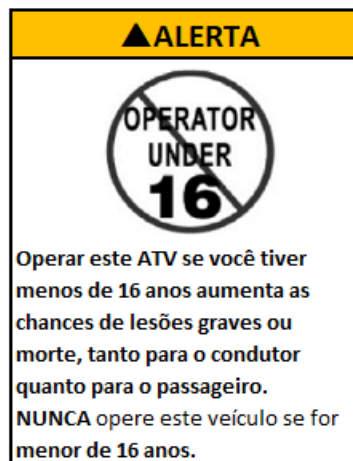 ▲ALERTA
OPERATOR
UNDER
16
Operar este ATV se você tiver
menos de 16 anos aumenta as
chances de lesões graves ou
morte, tanto para o condutor
quanto para o passageiro.
NUNCA opere este veículo se for
menor de 16 anos.